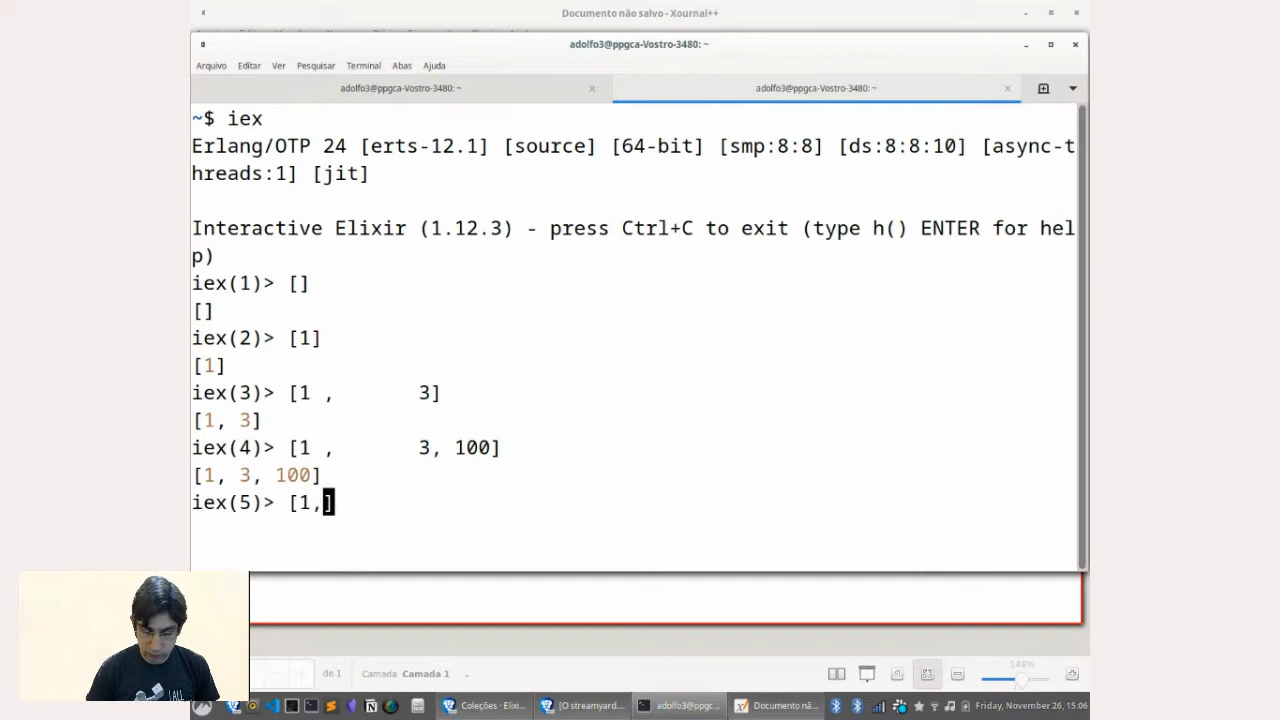 Documento não salvo - Xournal++
adolfo3@ppgca-Vostro-3480: ~
Arquivo Editar Ver Pesquisar Terminal Abas Ajuda
adolfo3@ppgca-Vostro-3480: ~ adolfo3@ppgca-Vostro-3480: ~
~$ iex
Erlang/OTP 24 [erts-12.1] [source] [64-bit] [smp:8:8] [ds:8:8:10] [async-t
hreads:1] [jit]
Interactive Elixir (1.12.3) - press Ctrl+C to exit (type h() ENTER for hel
p)
iex(1)> []
[]
iex(2)> [1]
[1]
iex(3)> [1 ,       3]
[1, 3]
iex(4)> [1 ,       3, 100]
[1, 3, 100]
iex(5)> [1,]
de 1 Camada Camada 1 148%
Coleções - Elixi... [O streamyard.... adolfo3@ppgc... Documento nã... Friday, November 26, 15:06